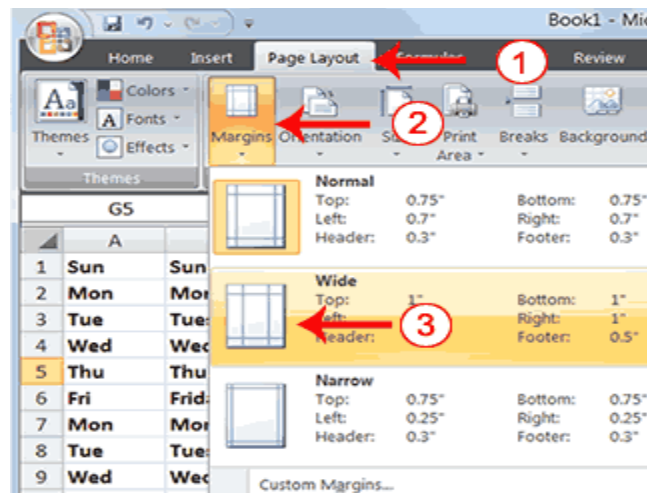 Book1 - Mic
Home Insert Page Layout Formulas 1 Review
Colors
Aa A Fonts 2
Themes Effects Margins Orientation Print Breaks Background
Area
Themes
G5 Normal
Top: 0.75" Bottom: 0.75"
Left: 0.7" Right: 0.7"
Header: 0.3" Footer: 0.3"
A
1 Sun Sun
2 Mon Mon
3 Tue Tues
4 Wed Wed
5 Thu Thu
6 Fri Frida
7 Mon Mon
8 Tue Tues
9 Wed Wed
Wide
Top: 1" Bottom: 1"
Left: Right: 1"
3
Header: Footer: 0.5"
Narrow
Top: 0.75" Bottom: 0.75"
Left: 0.25" Right: 0.25"
Header: 0.3" Footer: 0.3"
Custom Margins...